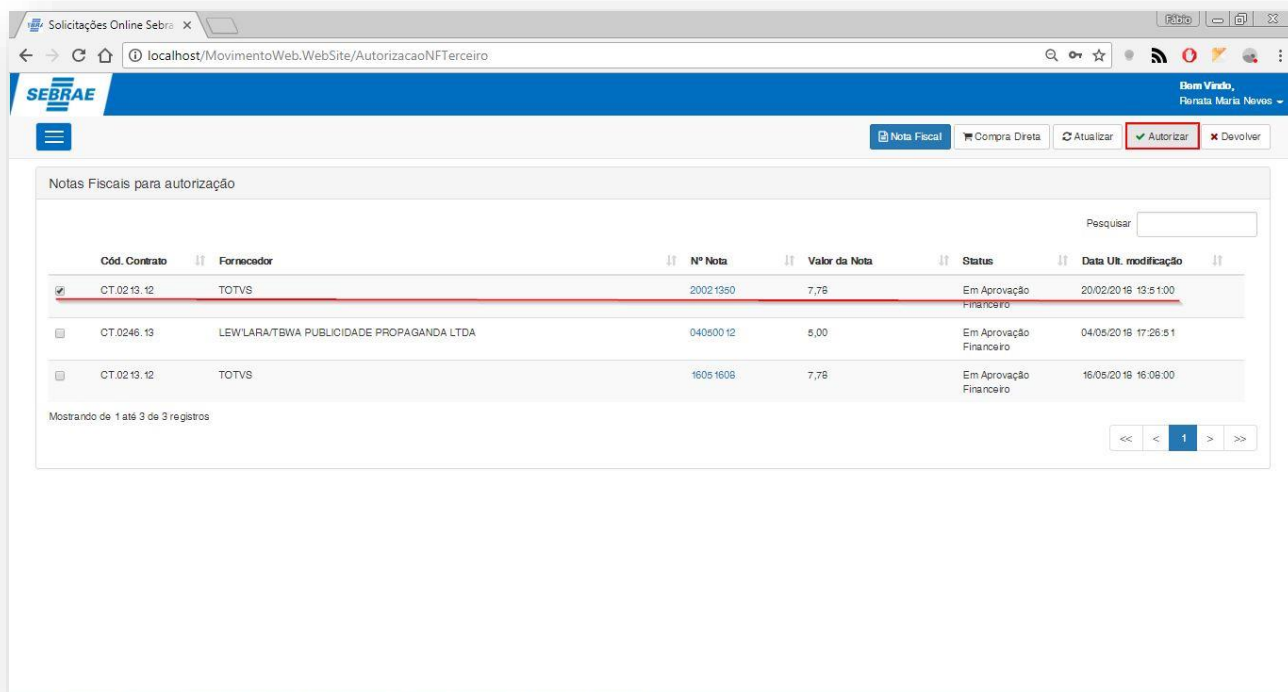 Solicitações Online Sebra
Fábio
localhost/MovimentoWeb.WebSite/AutorizacaoNFTerceiro
SEBRAE
Bem Vindo,
Renata Maria Neves
Nota Fiscal Compra Direta Atualizar Autorizar Devolver
Notas Fiscais para autorização
Pesquisar
Cód. Contrato Fornecedor Nº Nota Valor da Nota Status Data Ult. modificação
CT.0213.12 TOTVS 20021350 7,78 Em Aprovação 20/02/2018 13:51:00
Financeiro
CT.0246.13 LEW'LARA/TBWA PUBLICIDADE PROPAGANDA LTDA 04050012 5,00 Em Aprovação 04/05/2018 17:26:51
Financeiro
CT.0213.12 TOTVS 16051608 7,78 Em Aprovação 16/05/2018 16:08:00
Financeiro
Mostrando de 1 até 3 de 3 registros
<< < 1 > >>